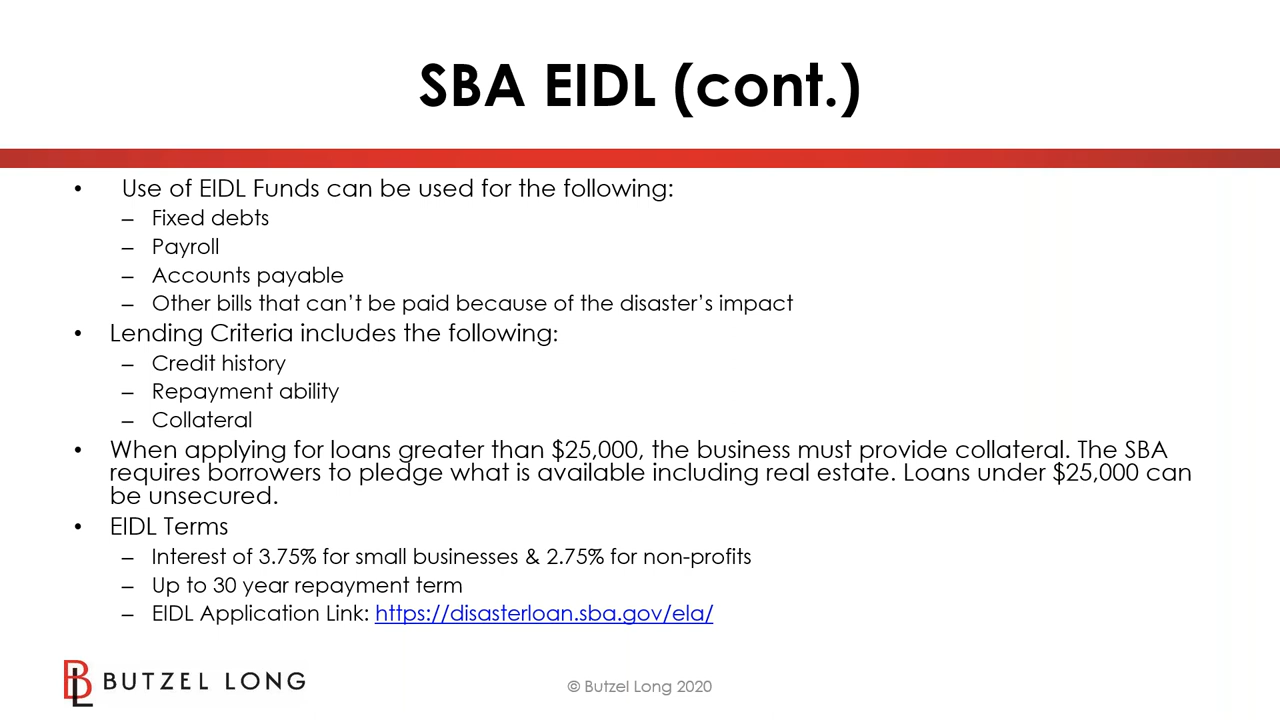 SBA EIDL (cont.)
• Use of EIDL Funds can be used for the following:
– Fixed debts
– Payroll
– Accounts payable
– Other bills that can’t be paid because of the disaster’s impact
• Lending Criteria includes the following:
– Credit history
– Repayment ability
– Collateral
• When applying for loans greater than $25,000, the business must provide collateral. The SBA
requires borrowers to pledge what is available including real estate. Loans under $25,000 can
be unsecured.
• EIDL Terms
– Interest of 3.75% for small businesses & 2.75% for non-profits
– Up to 30 year repayment term
– EIDL Application Link: https://disasterloan.sba.gov/ela/
BL BUTZEL LONG
© Butzel Long 2020